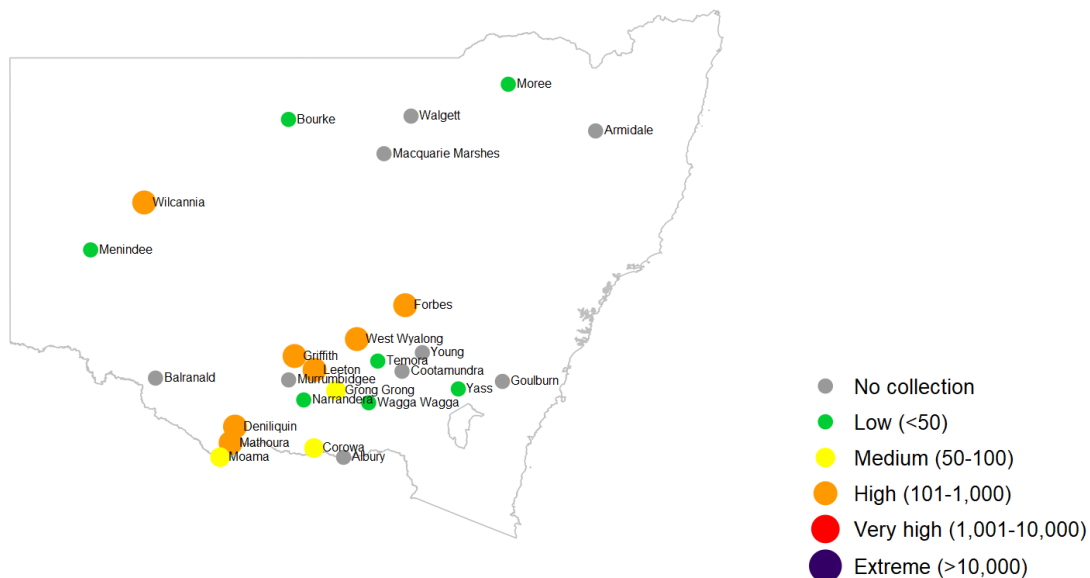 Moree
Walgett
Bourke
Armidale
Macquarie Marshes
Wilcannia
Menindee
Forbes
West Wyalong
Young
Griffith
Temora
Leeton
Cootamundra
Balranald
Murrumbidgee
Goulburn
Grong Grong
Yass
Narrandera
Wagga Wagga
Deniliquin
Mathoura
Corowa
Moama
Albury
No collection
Low (<50)
Medium (50-100)
High (101-1,000)
Very high (1,001-10,000)
Extreme (>10,000)